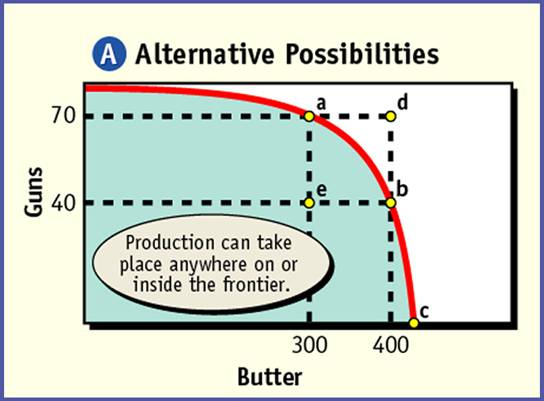 A Alternative Possibilities
a
d
70
Guns
e
b
40
Production can take
place anywhere on or
inside the frontier.
c
300 400
Butter